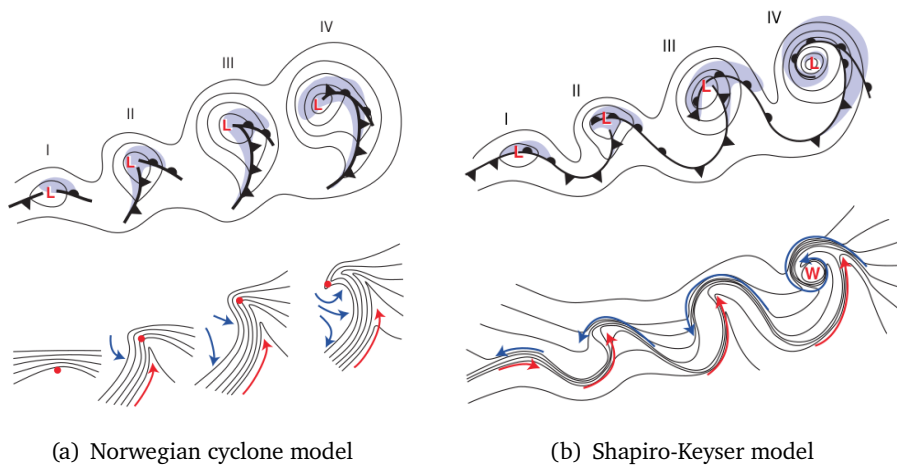 I
II
III
IV
L
L
L
L
I
II
III
IV
L
L
L
L
W
(a) Norwegian cyclone model
(b) Shapiro-Keyser model